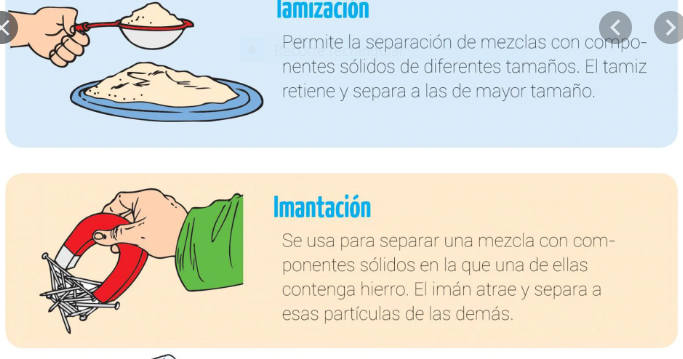 Tamización
Permite la separación de mezclas con compo-
nentes sólidos de diferentes tamaños. El tamiz
retiene y separa a las de mayor tamaño.
Imantación
Se usa para separar una mezcla con com-
ponentes sólidos en la que una de ellas
contenga hierro. El imán atrae y separa a
esas partículas de las demás.